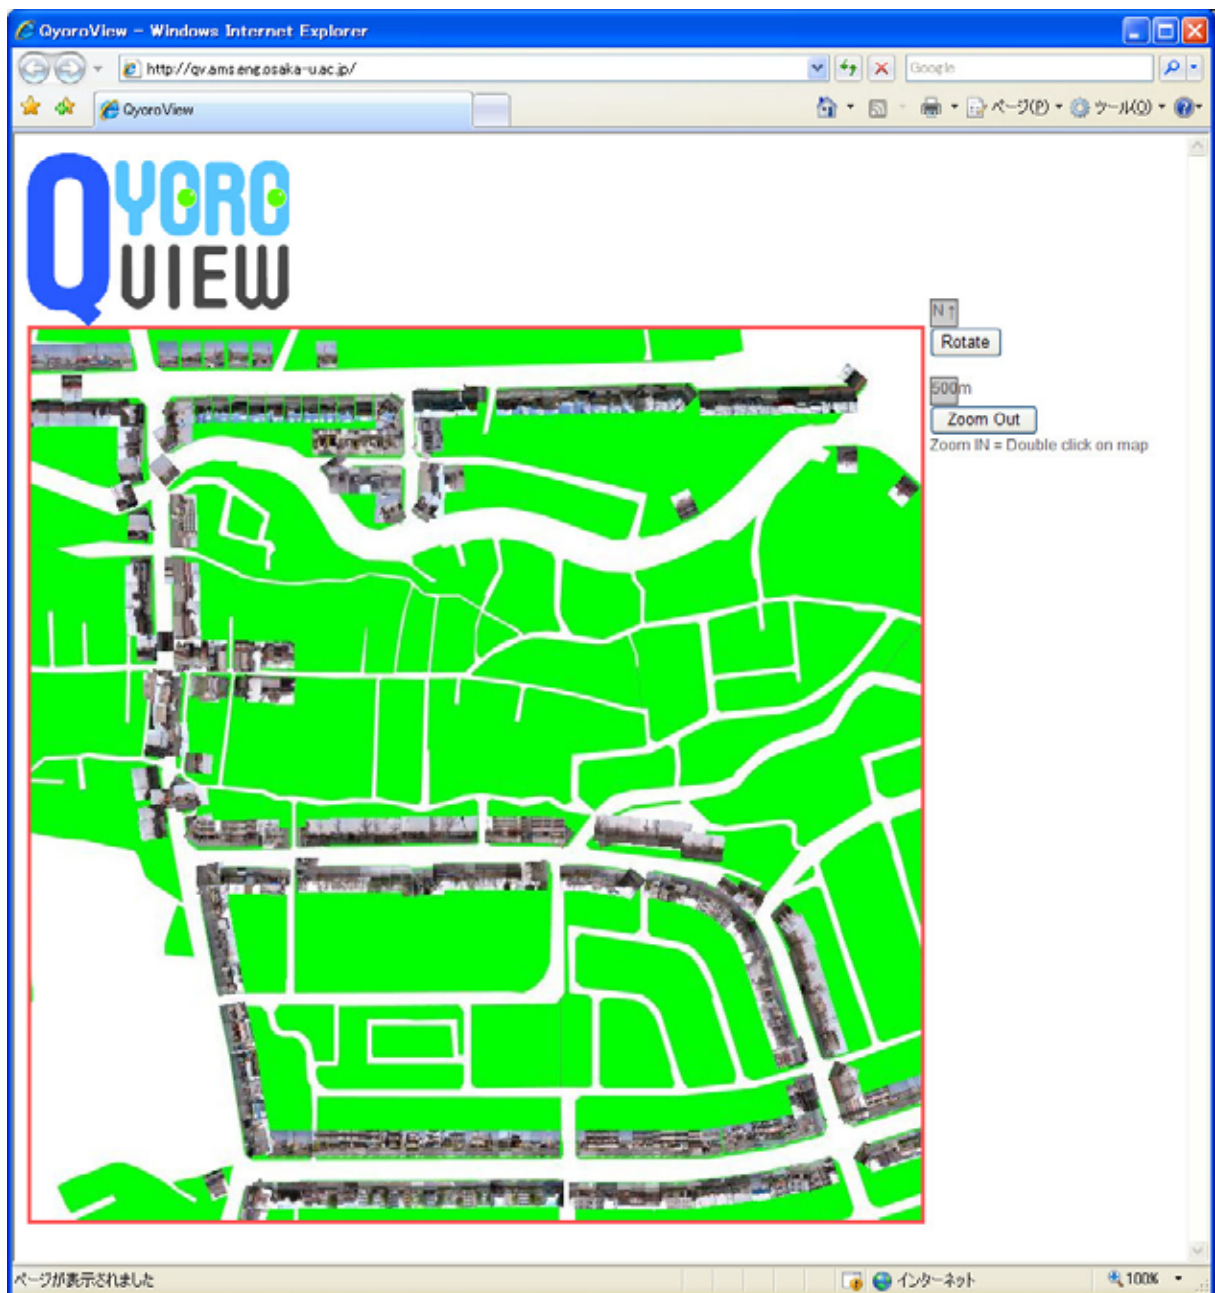 QyoroView - Windows Internet Explorer
http://qv.ams.eng.osaka-u.ac.jp/
Google
QyoroView
ページ(P)
ツール(O)
QYORO
VIEW
N ↑
Rotate
500m
Zoom Out
Zoom IN = Double click on map
ページが表示されました
インターネット
100%